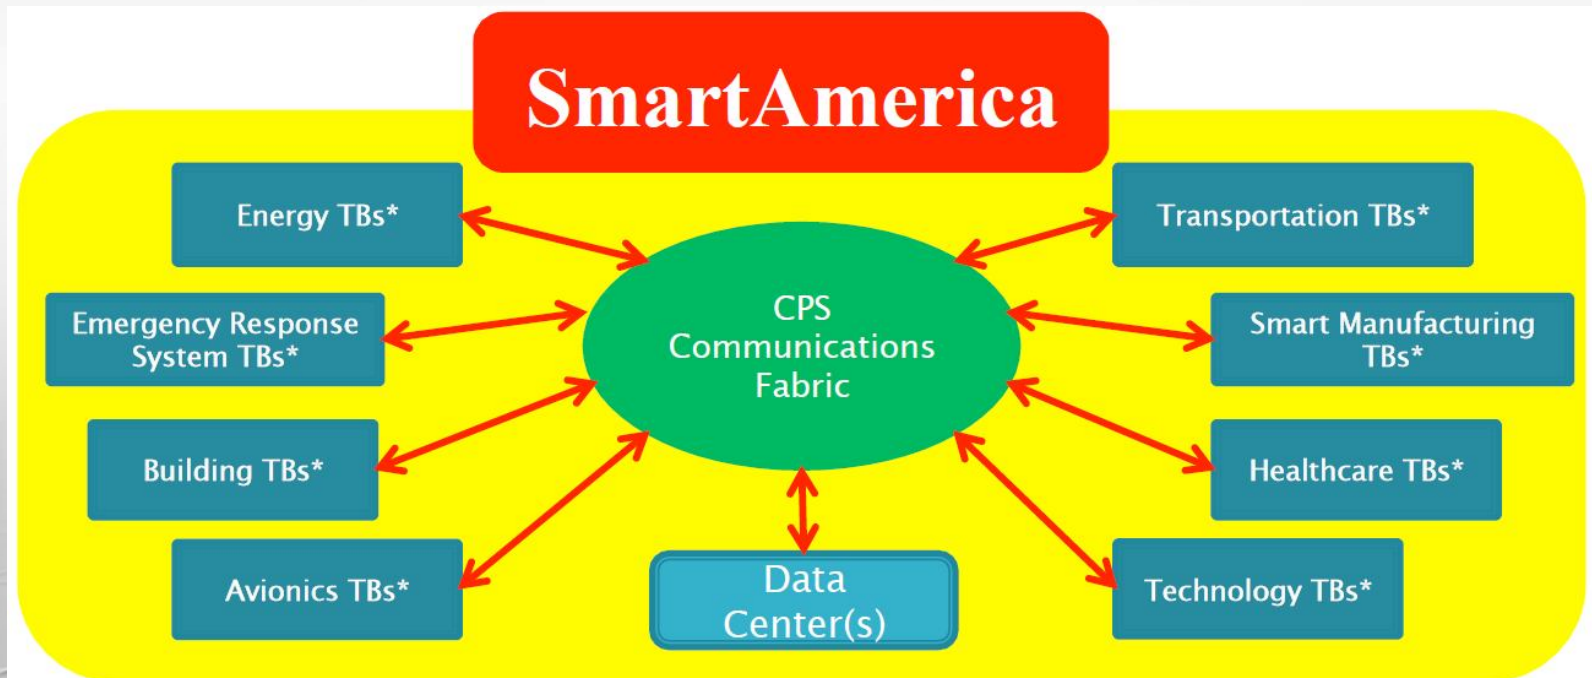 SmartAmerica
Energy TBs*
Transportation TBs*
Emergency Response
System TBs*
CPS
Communications
Fabric
Smart Manufacturing
TBs*
Building TBs*
Healthcare TBs*
Avionics TBs*
Data
Center(s)
Technology TBs*